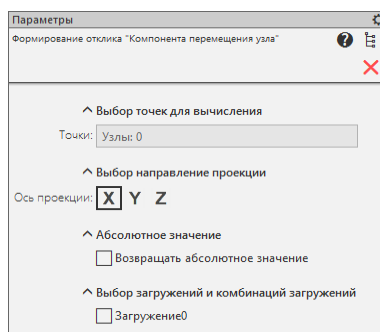 Параметры
Формирование отклика "Компонента перемещения узла"
Выбор точек для вычисления
Точки: Узлы: 0
Выбор направление проекции
Ось проекции: X Y Z
Абсолютное значение
Возвращать абсолютное значение
Выбор загружений и комбинаций загружений
Загружение0